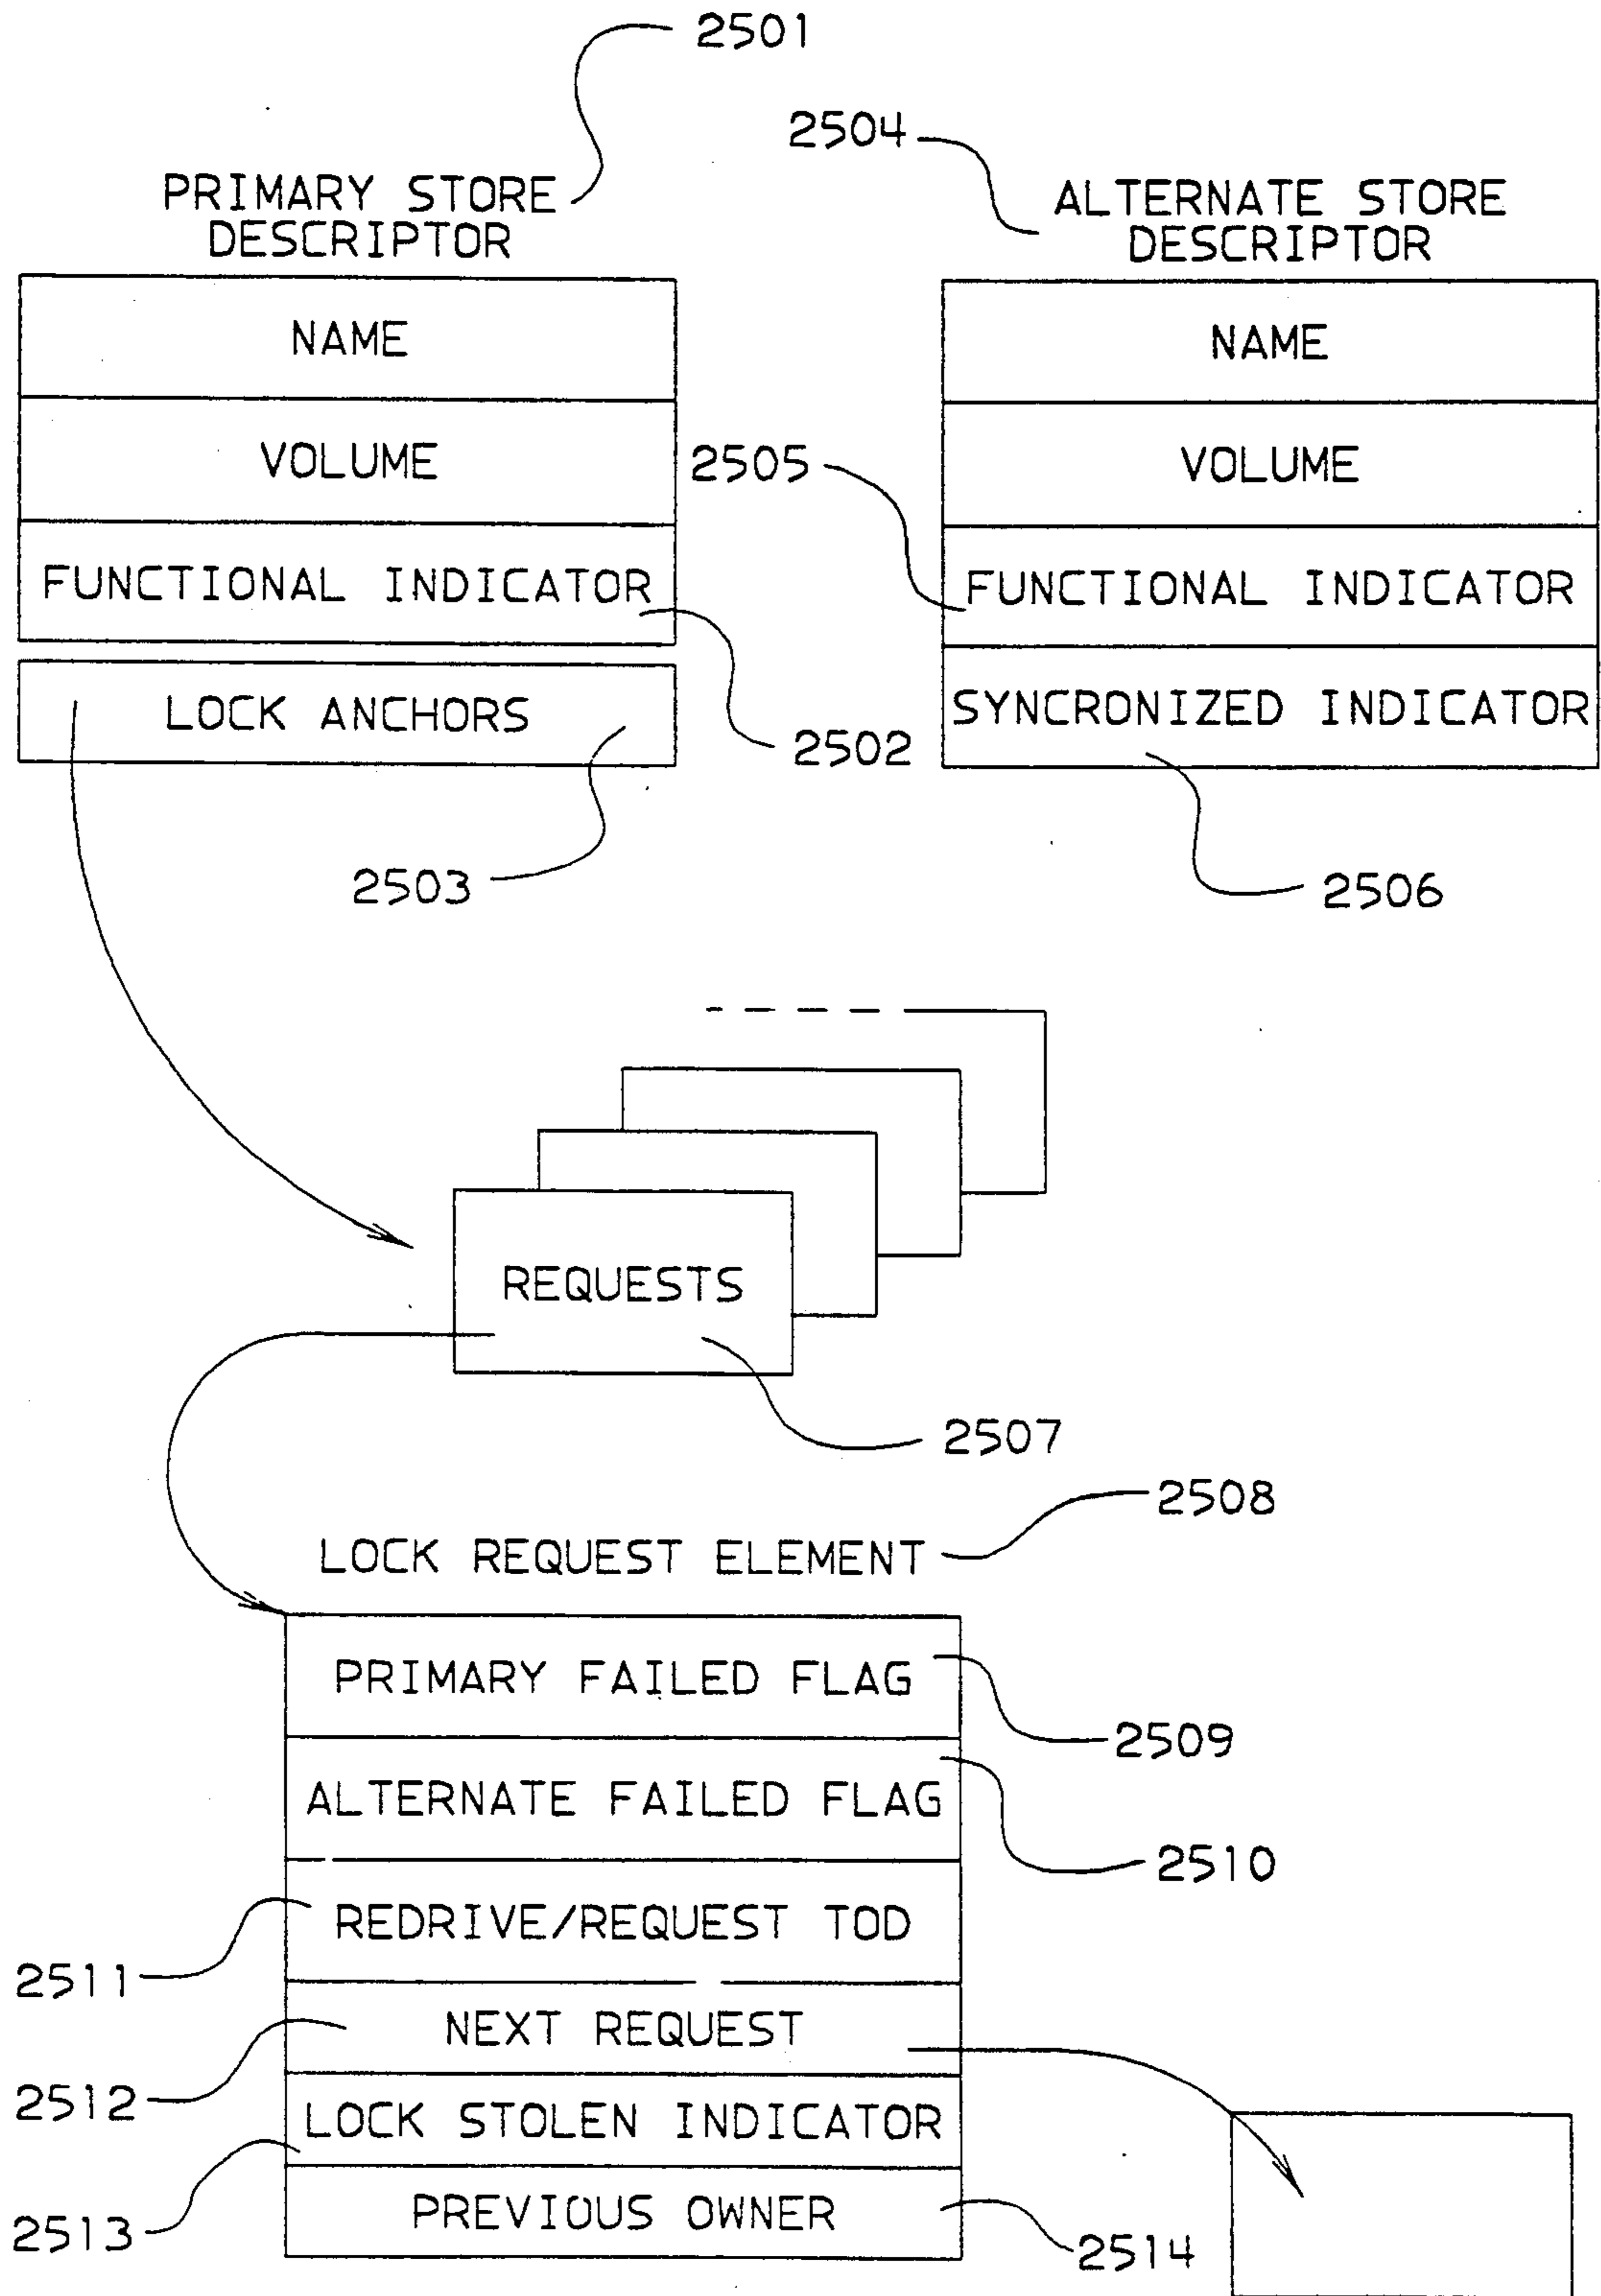 2501
2504
PRIMARY STORE
DESCRIPTOR
ALTERNATE STORE
DESCRIPTOR
NAME
VOLUME
FUNCTIONAL INDICATOR
LOCK ANCHORS
2502
2503
NAME
VOLUME
2505
FUNCTIONAL INDICATOR
SYNCRONIZED INDICATOR
2506
REQUESTS
2507
2508
LOCK REQUEST ELEMENT
PRIMARY FAILED FLAG
2509
ALTERNATE FAILED FLAG
2510
REDRIVE/REQUEST TOD
2511
NEXT REQUEST
2512
LOCK STOLEN INDICATOR
2513
PREVIOUS OWNER
2514